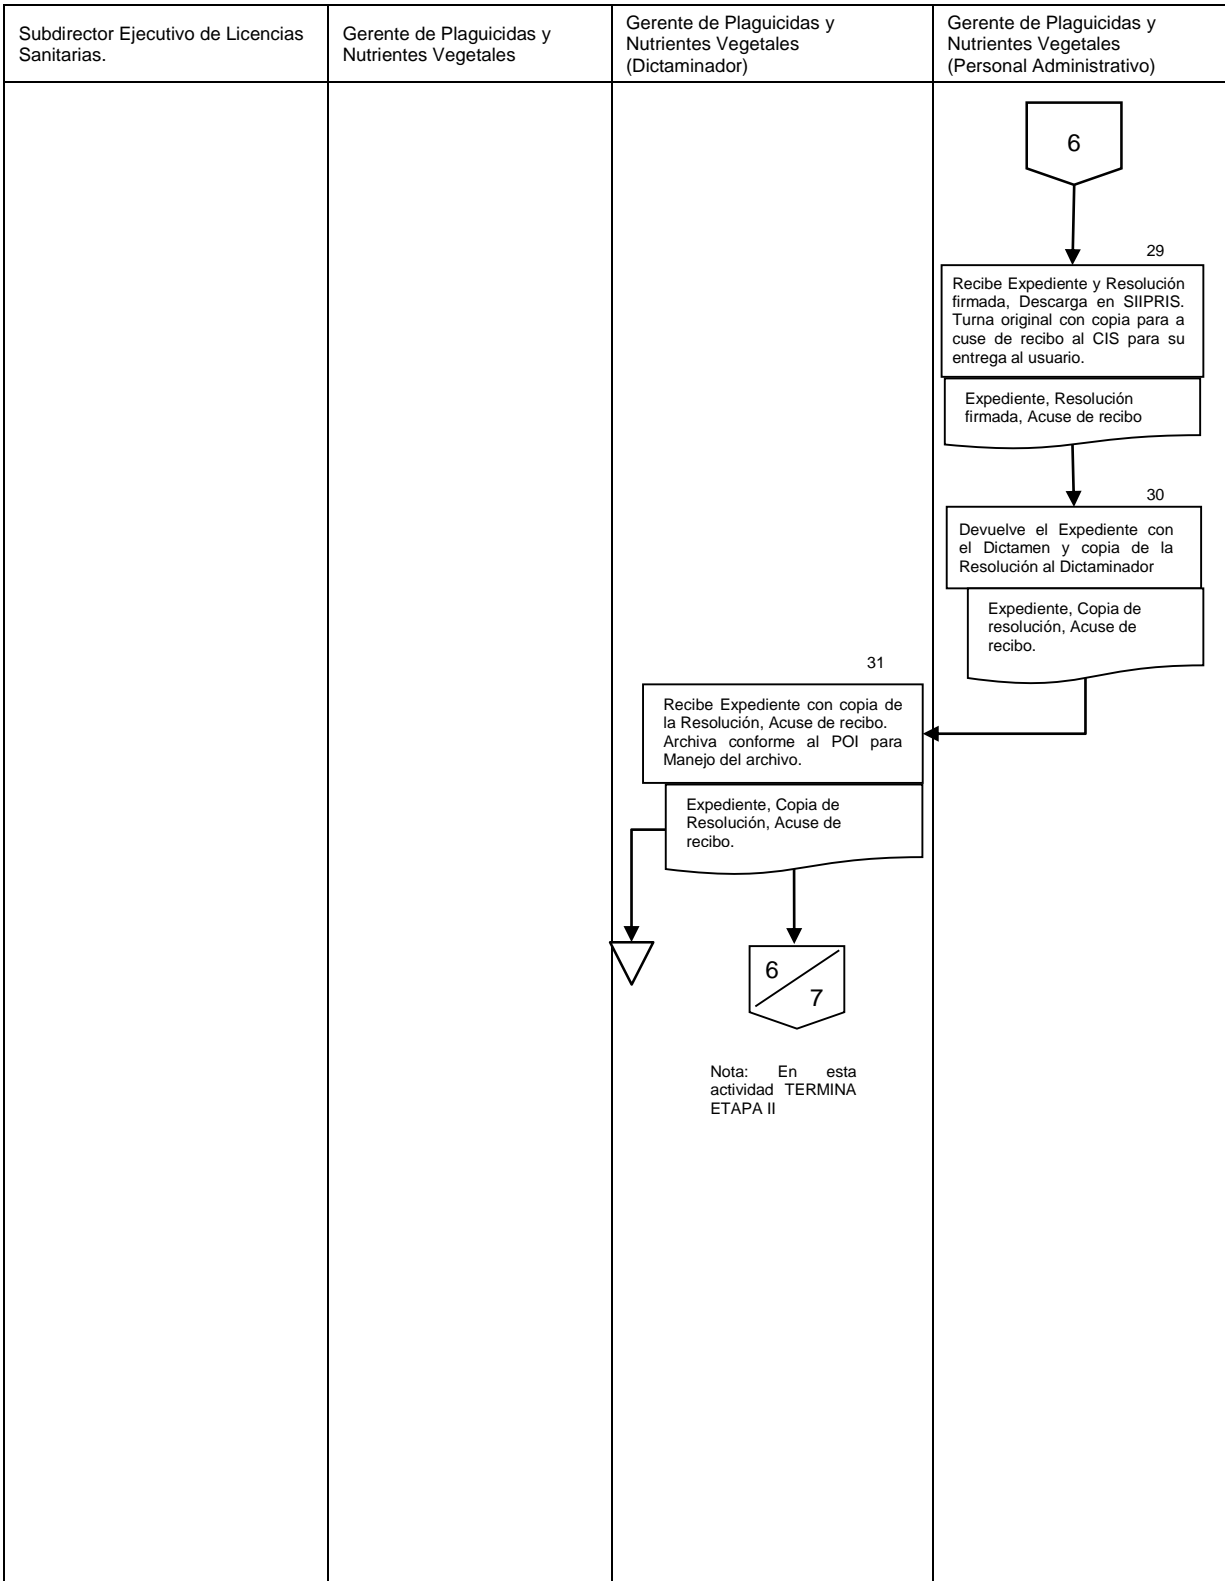 Subdirector Ejecutivo de Licencias
Sanitarias.
Gerente de Plaguicidas y
Nutrientes Vegetales
Gerente de Plaguicidas y
Nutrientes Vegetales
(Dictaminador)
Gerente de Plaguicidas y
Nutrientes Vegetales
(Personal Administrativo)
6
29
Recibe Expediente y Resolución
firmada, Descarga en SIIPRIS.
Turna original con copia para a
cuse de recibo al CIS para su
entrega al usuario.
Expediente, Resolución
firmada, Acuse de recibo
30
Devuelve el Expediente con
el Dictamen y copia de la
Resolución al Dictaminador
Expediente, Copia de
resolución, Acuse de
recibo.
31
Recibe Expediente con copia de
la Resolución, Acuse de recibo.
Archiva conforme al POI para
Manejo del archivo.
Expediente, Copia de
Resolución, Acuse de
recibo.
6
7
Nota: En esta
actividad TERMINA
ETAPA II